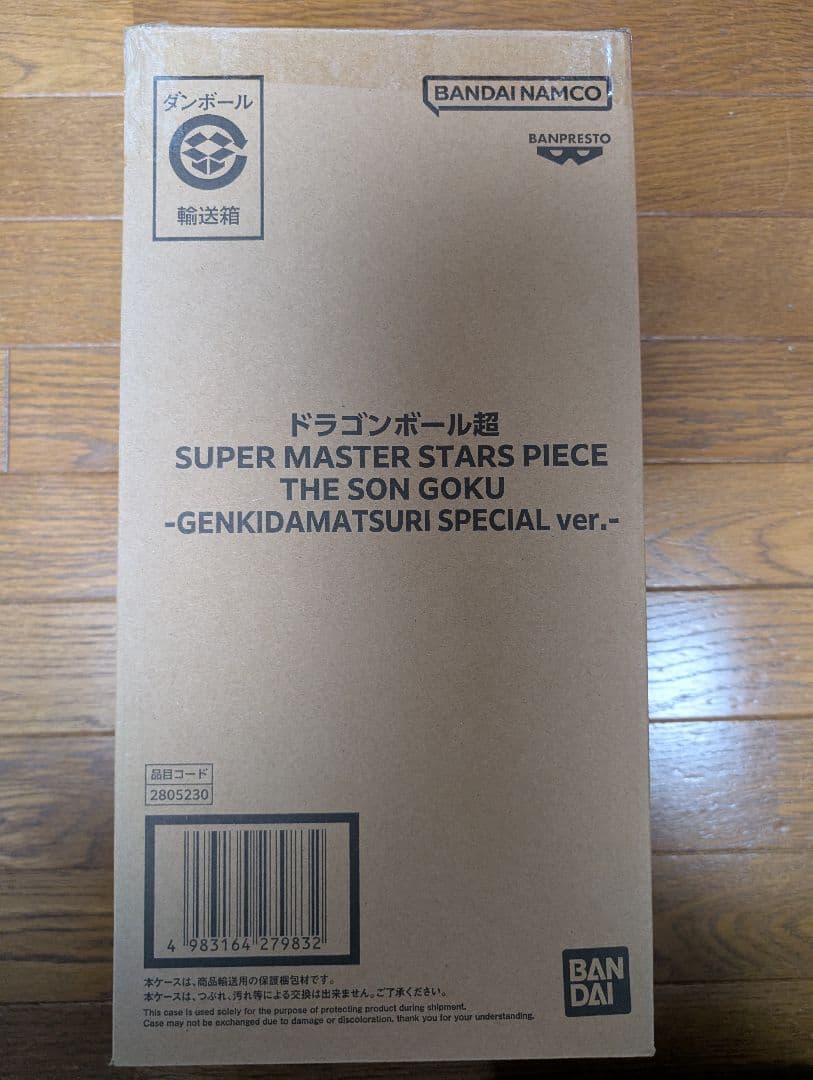 ダンボール
輸送箱
BANDAI NAMCO
BANPRESTO
ドラゴンボール超
SUPER MASTER STARS PIECE
THE SON GOKU
-GENKIDAMATSURI SPECIAL ver.-
品目コード
2805230
4 983164 279832
本ケースは、商品輸送用の保護梱包材です。
本ケースは、つぶれ、汚れ等による交換は出来ません。ご了承ください。
This case is used solely for the purpose of protecting product during shipment.
Case may not be exchanged due to damage or discoloration. thank you for your understanding.
BAN
DAI